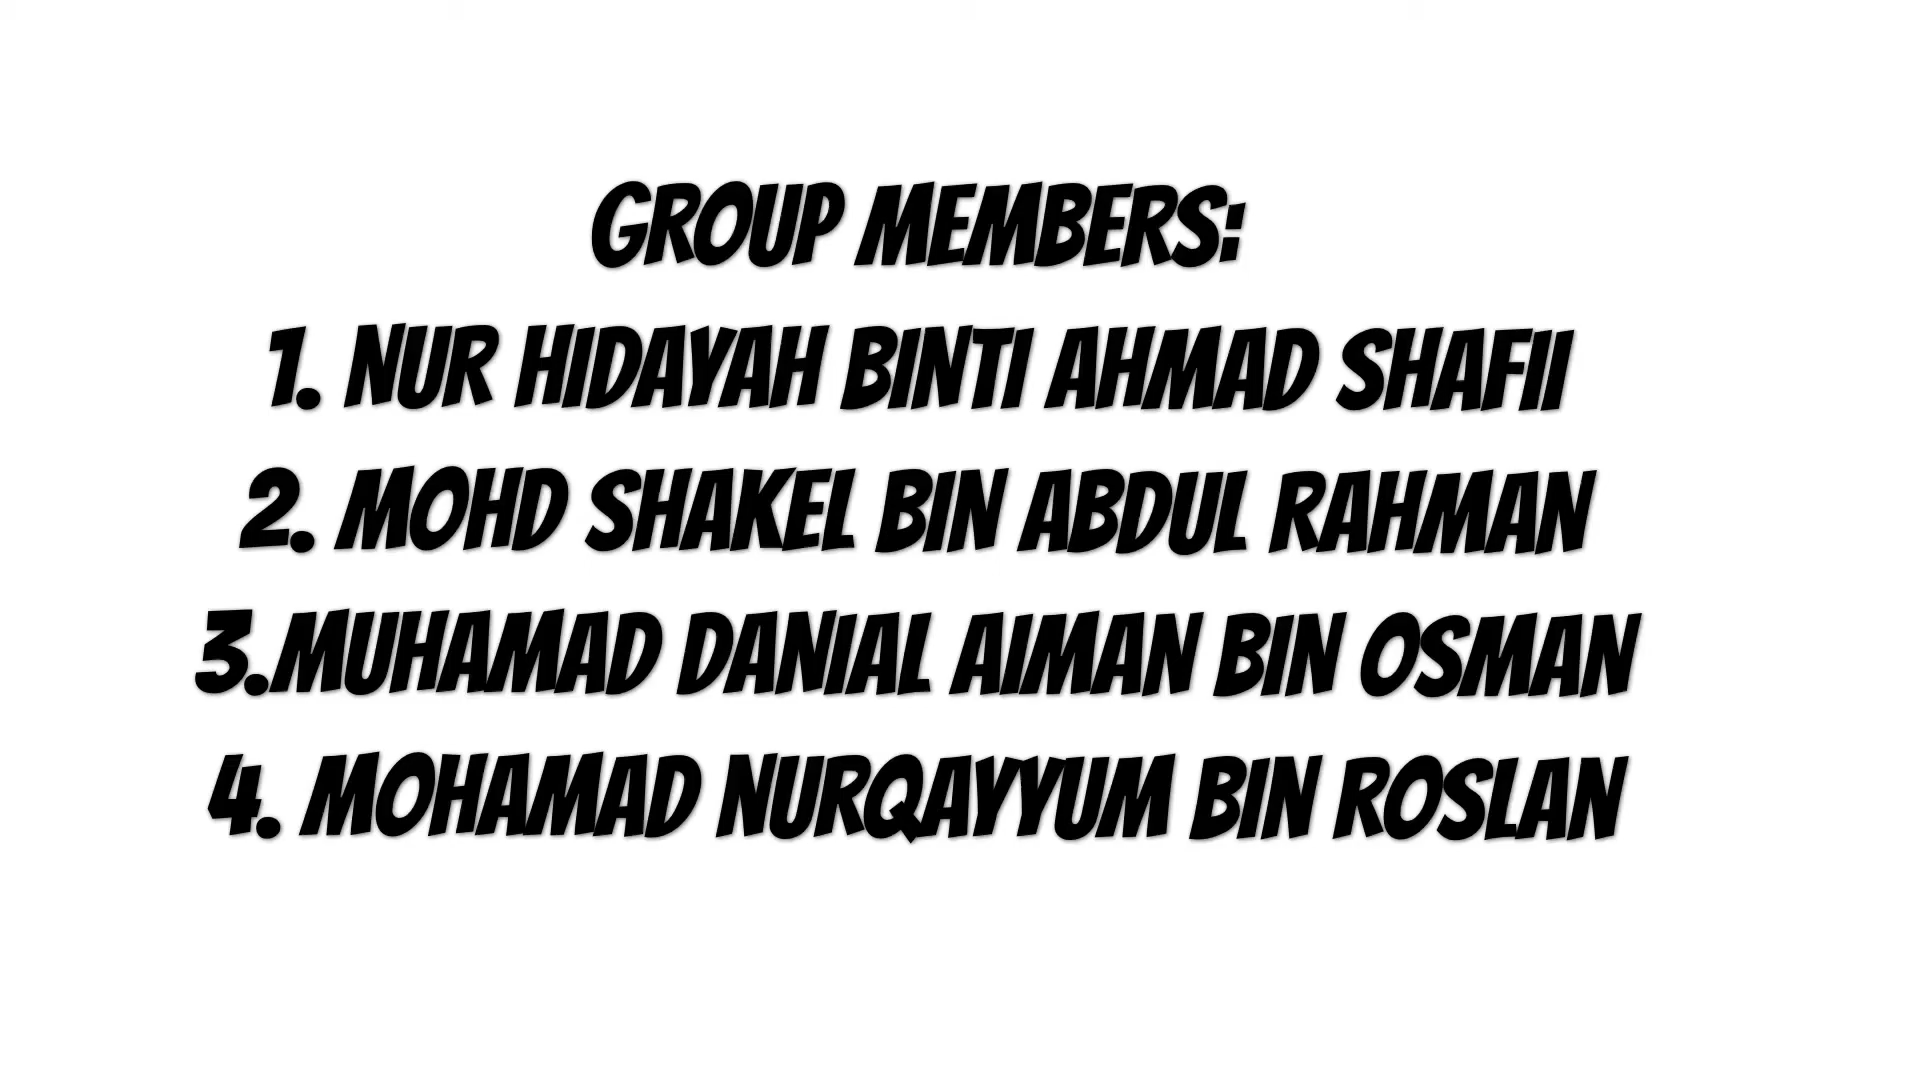 GROUP MEMBERS:
1. NUR HIDAYAH BINTI AHMAD SHAFII
2. MOHD SHAKEL BIN ABDUL RAHMAN
3.MUHAMAD DANIAL AIMAN BIN OSMAN
4. MOHAMAD NURQAYYUM BIN ROSLAN